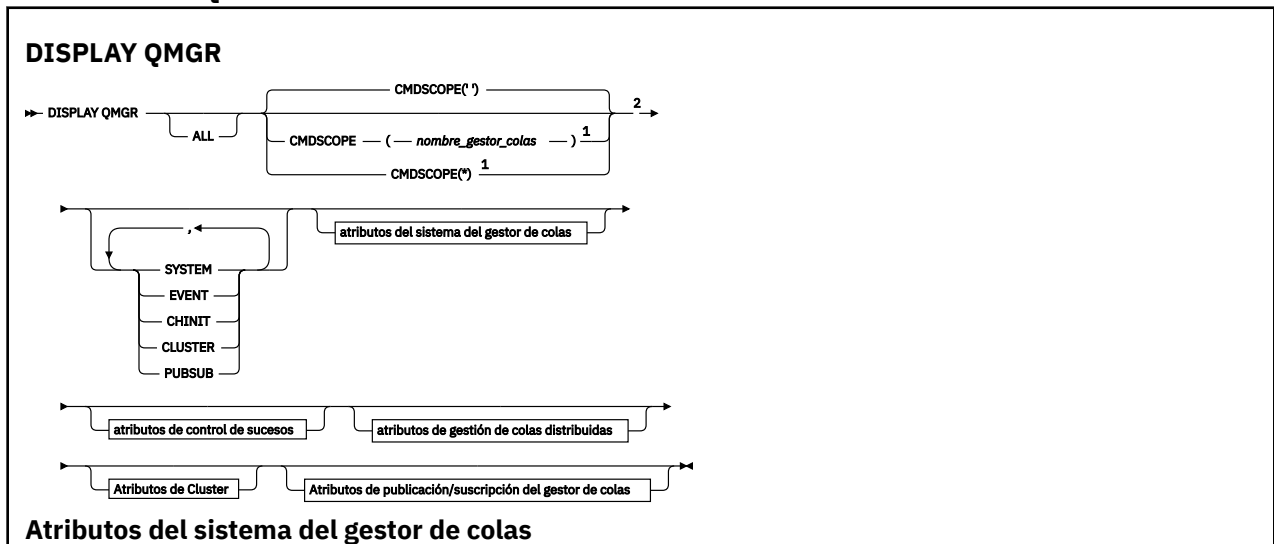 DISPLAY QMGR
CMDSCOPE(' ')
DISPLAY QMGR
ALL
CMDSCOPE — ( — nombre_gestor_colas — ) 1
CMDSCOPE(*) 1
2
,
SYSTEM
EVENT
CHINIT
CLUSTER
PUBSUB
atributos del sistema del gestor de colas
atributos de control de sucesos
atributos de gestión de colas distribuidas
Atributos de Cluster
Atributos de publicación/suscripción del gestor de colas
Atributos del sistema del gestor de colas